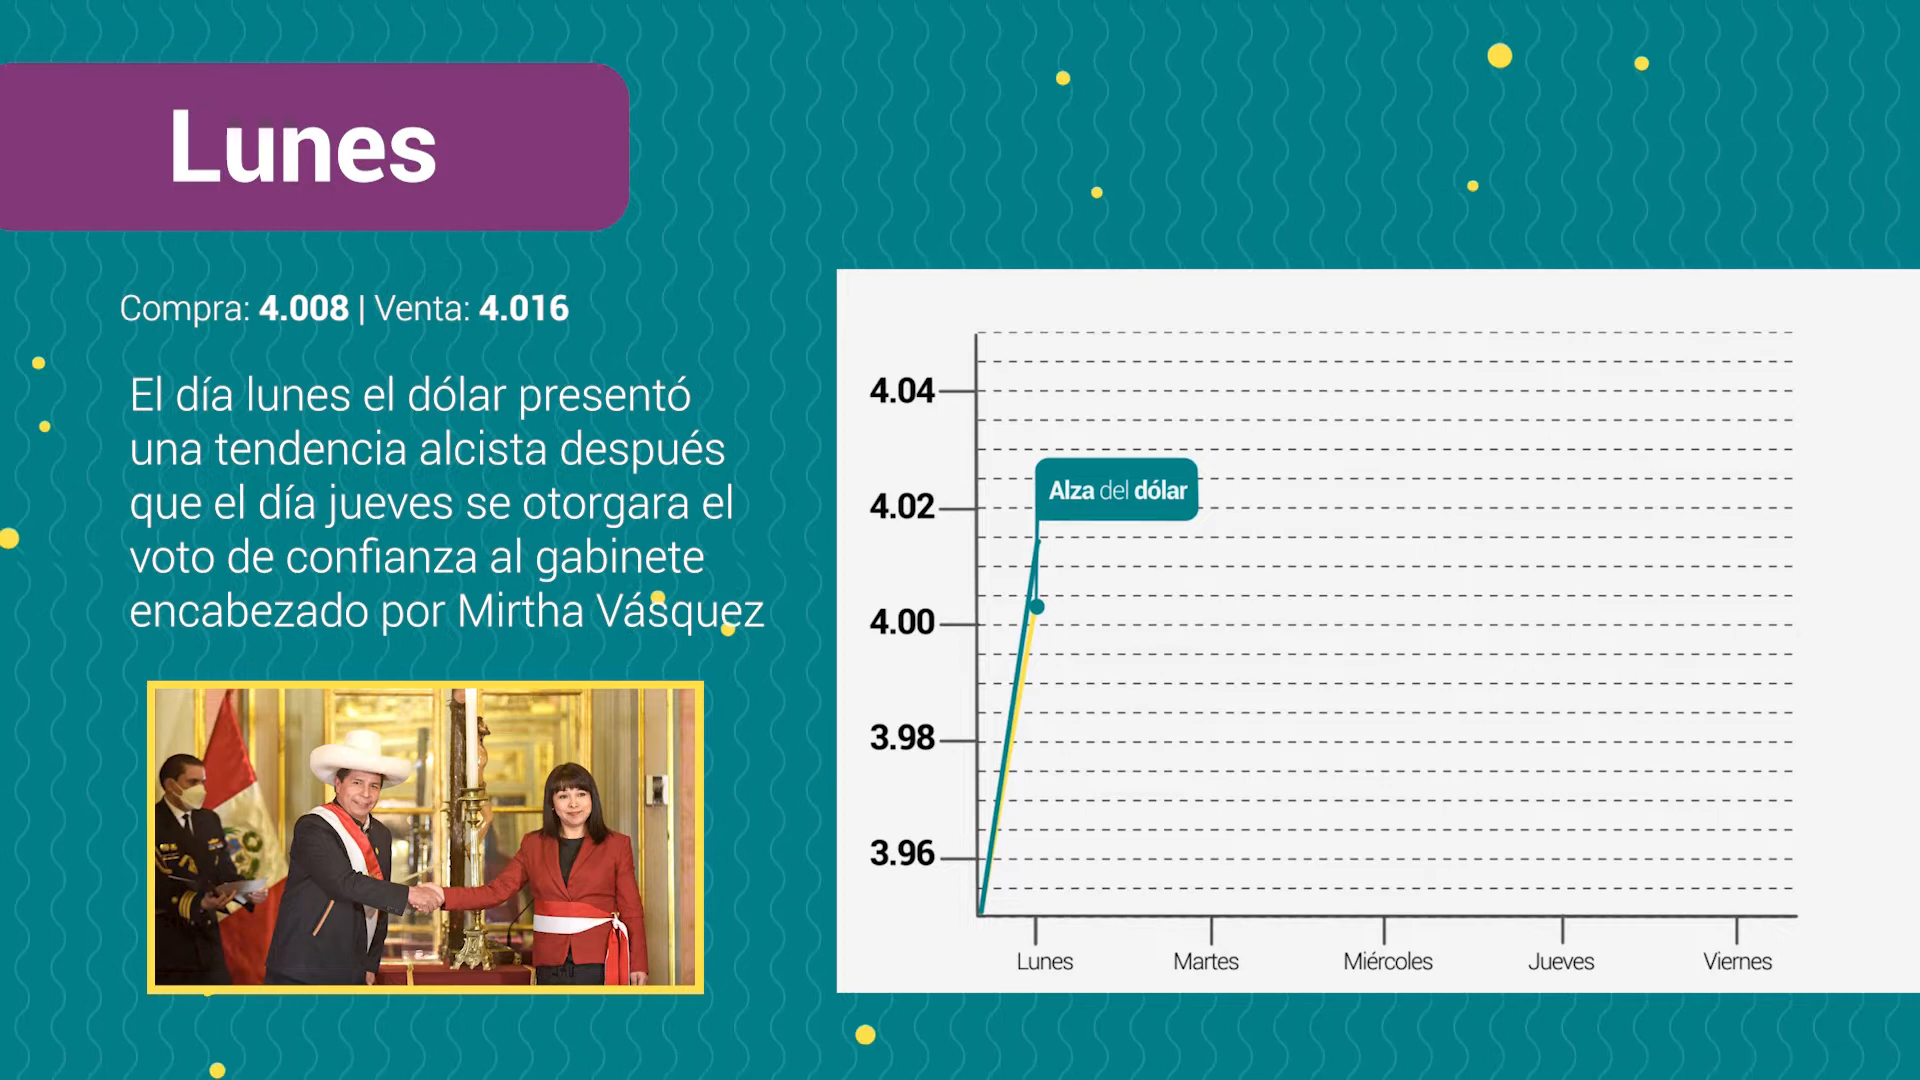 Lunes
Compra: 4.008 | Venta: 4.016
El día lunes el dólar presentó
una tendencia alcista después
que el día jueves se otorgara el
voto de confianza al gabinete
encabezado por Mirtha Vásquez
4.04
Alza del dólar
4.02
4.00
3.98
3.96
Lunes Martes Miércoles Jueves Viernes